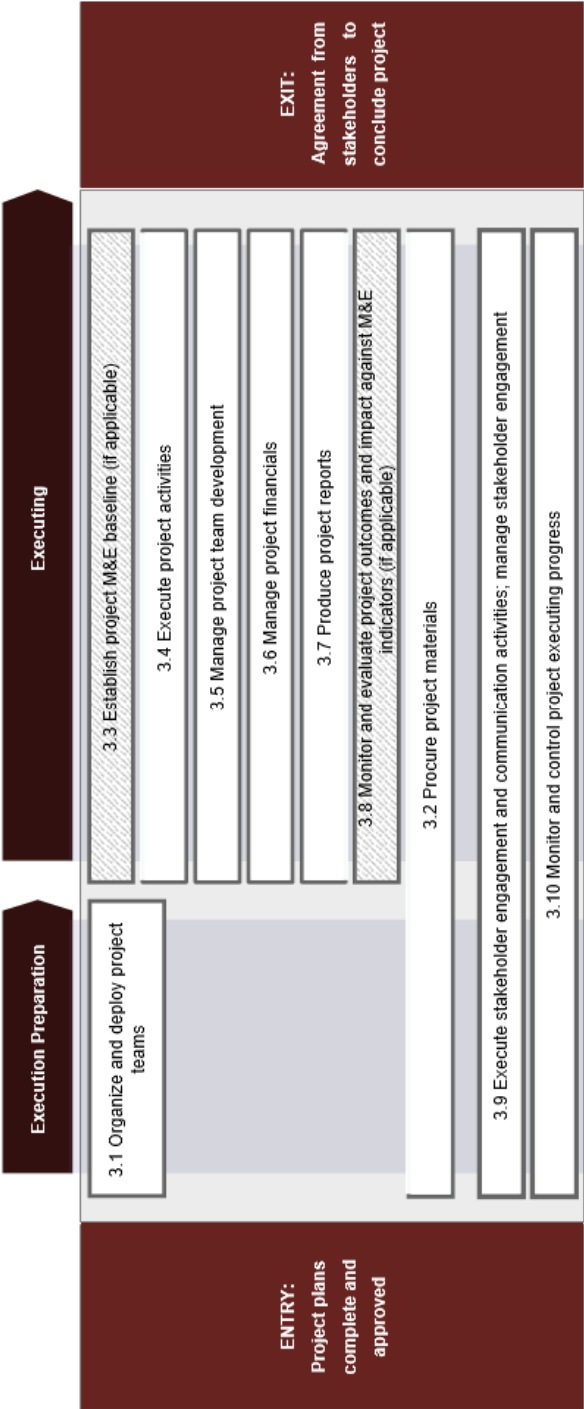 Execution Preparation
Executing
ENTRY:
Project plans
complete and
approved
3.1 Organize and deploy project
teams
3.3 Establish project M&E baseline (if applicable)
3.4 Execute project activities
3.5 Manage project team development
3.6 Manage project financials
3.7 Produce project reports
3.8 Monitor and evaluate project outcomes and impact against M&E
indicators (if applicable)
3.2 Procure project materials
3.9 Execute stakeholder engagement and communication activities; manage stakeholder engagement
3.10 Monitor and control project executing progress
EXIT:
Agreement from
stakeholders to
conclude project